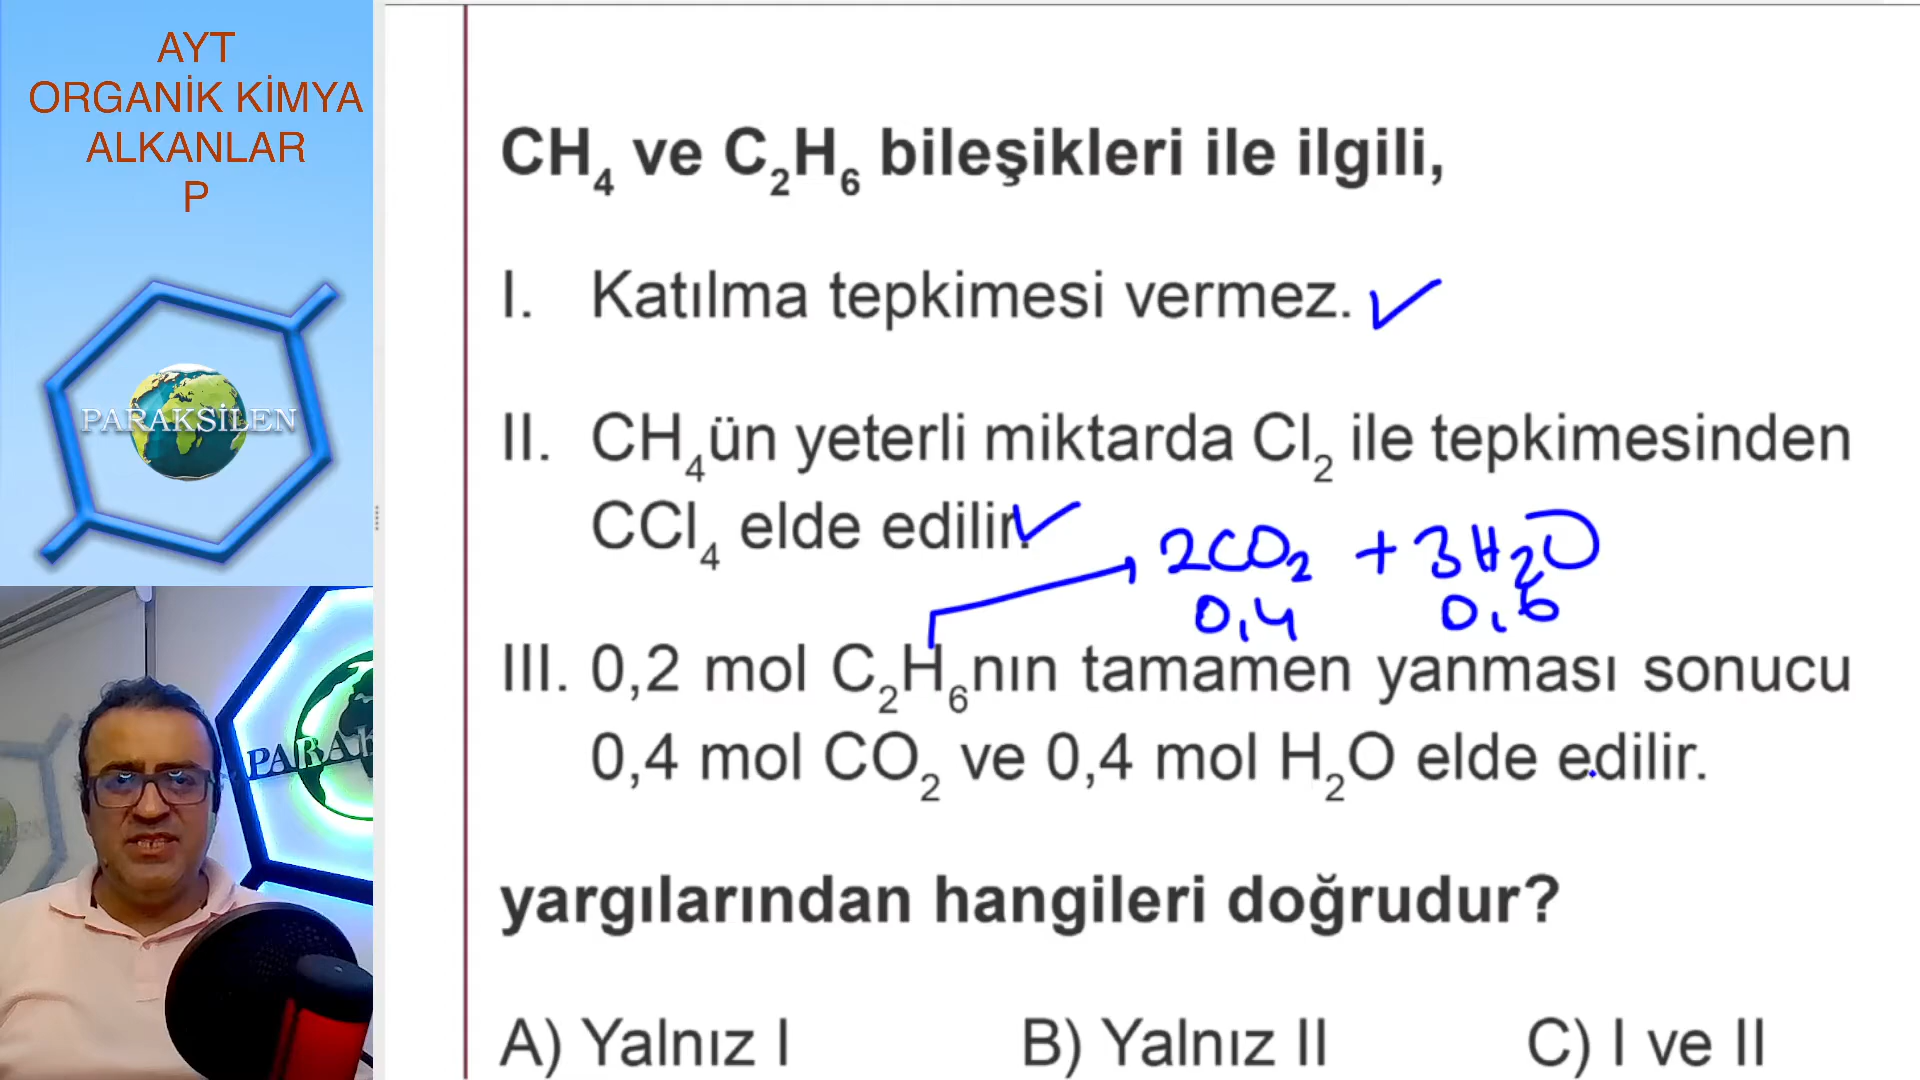 AYT
ORGANİK KİMYA
ALKANLAR
P
PARAKSİLEN
PARAK
CH4 ve C2H6 bileşikleri ile ilgili,
I. Katılma tepkimesi vermez.
II. CH4ün yeterli miktarda Cl2 ile tepkimesinden
CCl4 elde edilir.
2CO2 + 3H2O
0,4 0,6
III. 0,2 mol C2H6nın tamamen yanması sonucu
0,4 mol CO2 ve 0,4 mol H2O elde edilir.
yargılarından hangileri doğrudur?
A) Yalnız I B) Yalnız II C) I ve II